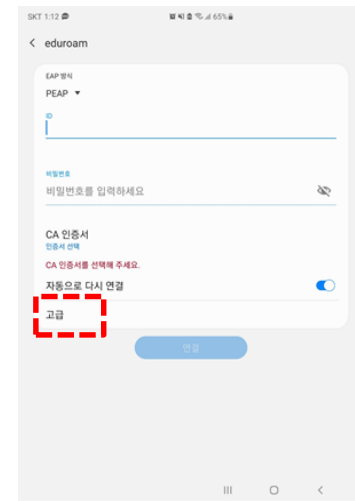 SKT 1:12
65%
< eduroam
EAP 방식
PEAP
ID
비밀번호
비밀번호를 입력하세요
CA 인증서
인증서 선택
CA 인증서를 선택해 주세요.
자동으로 다시 연결
고급
연결